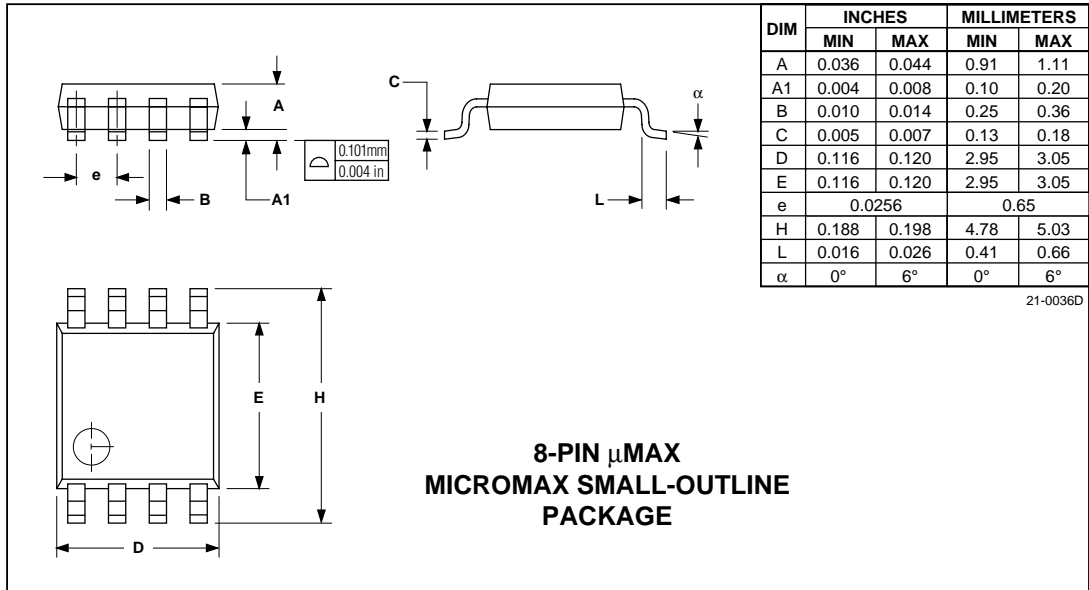 DIM INCHES MILLIMETERS
MIN MAX MIN MAX
A 0.036 0.044 0.91 1.11
A1 0.004 0.008 0.10 0.20
B 0.010 0.014 0.25 0.36
C 0.005 0.007 0.13 0.18
D 0.116 0.120 2.95 3.05
E 0.116 0.120 2.95 3.05
e 0.0256 0.65
H 0.188 0.198 4.78 5.03
L 0.016 0.026 0.41 0.66
α 0° 6° 0° 6°
21-0036D
A
e
B
A1
0.101mm
0.004 in
C
α
L
E
H
D
8-PIN μMAX
MICROMAX SMALL-OUTLINE
PACKAGE